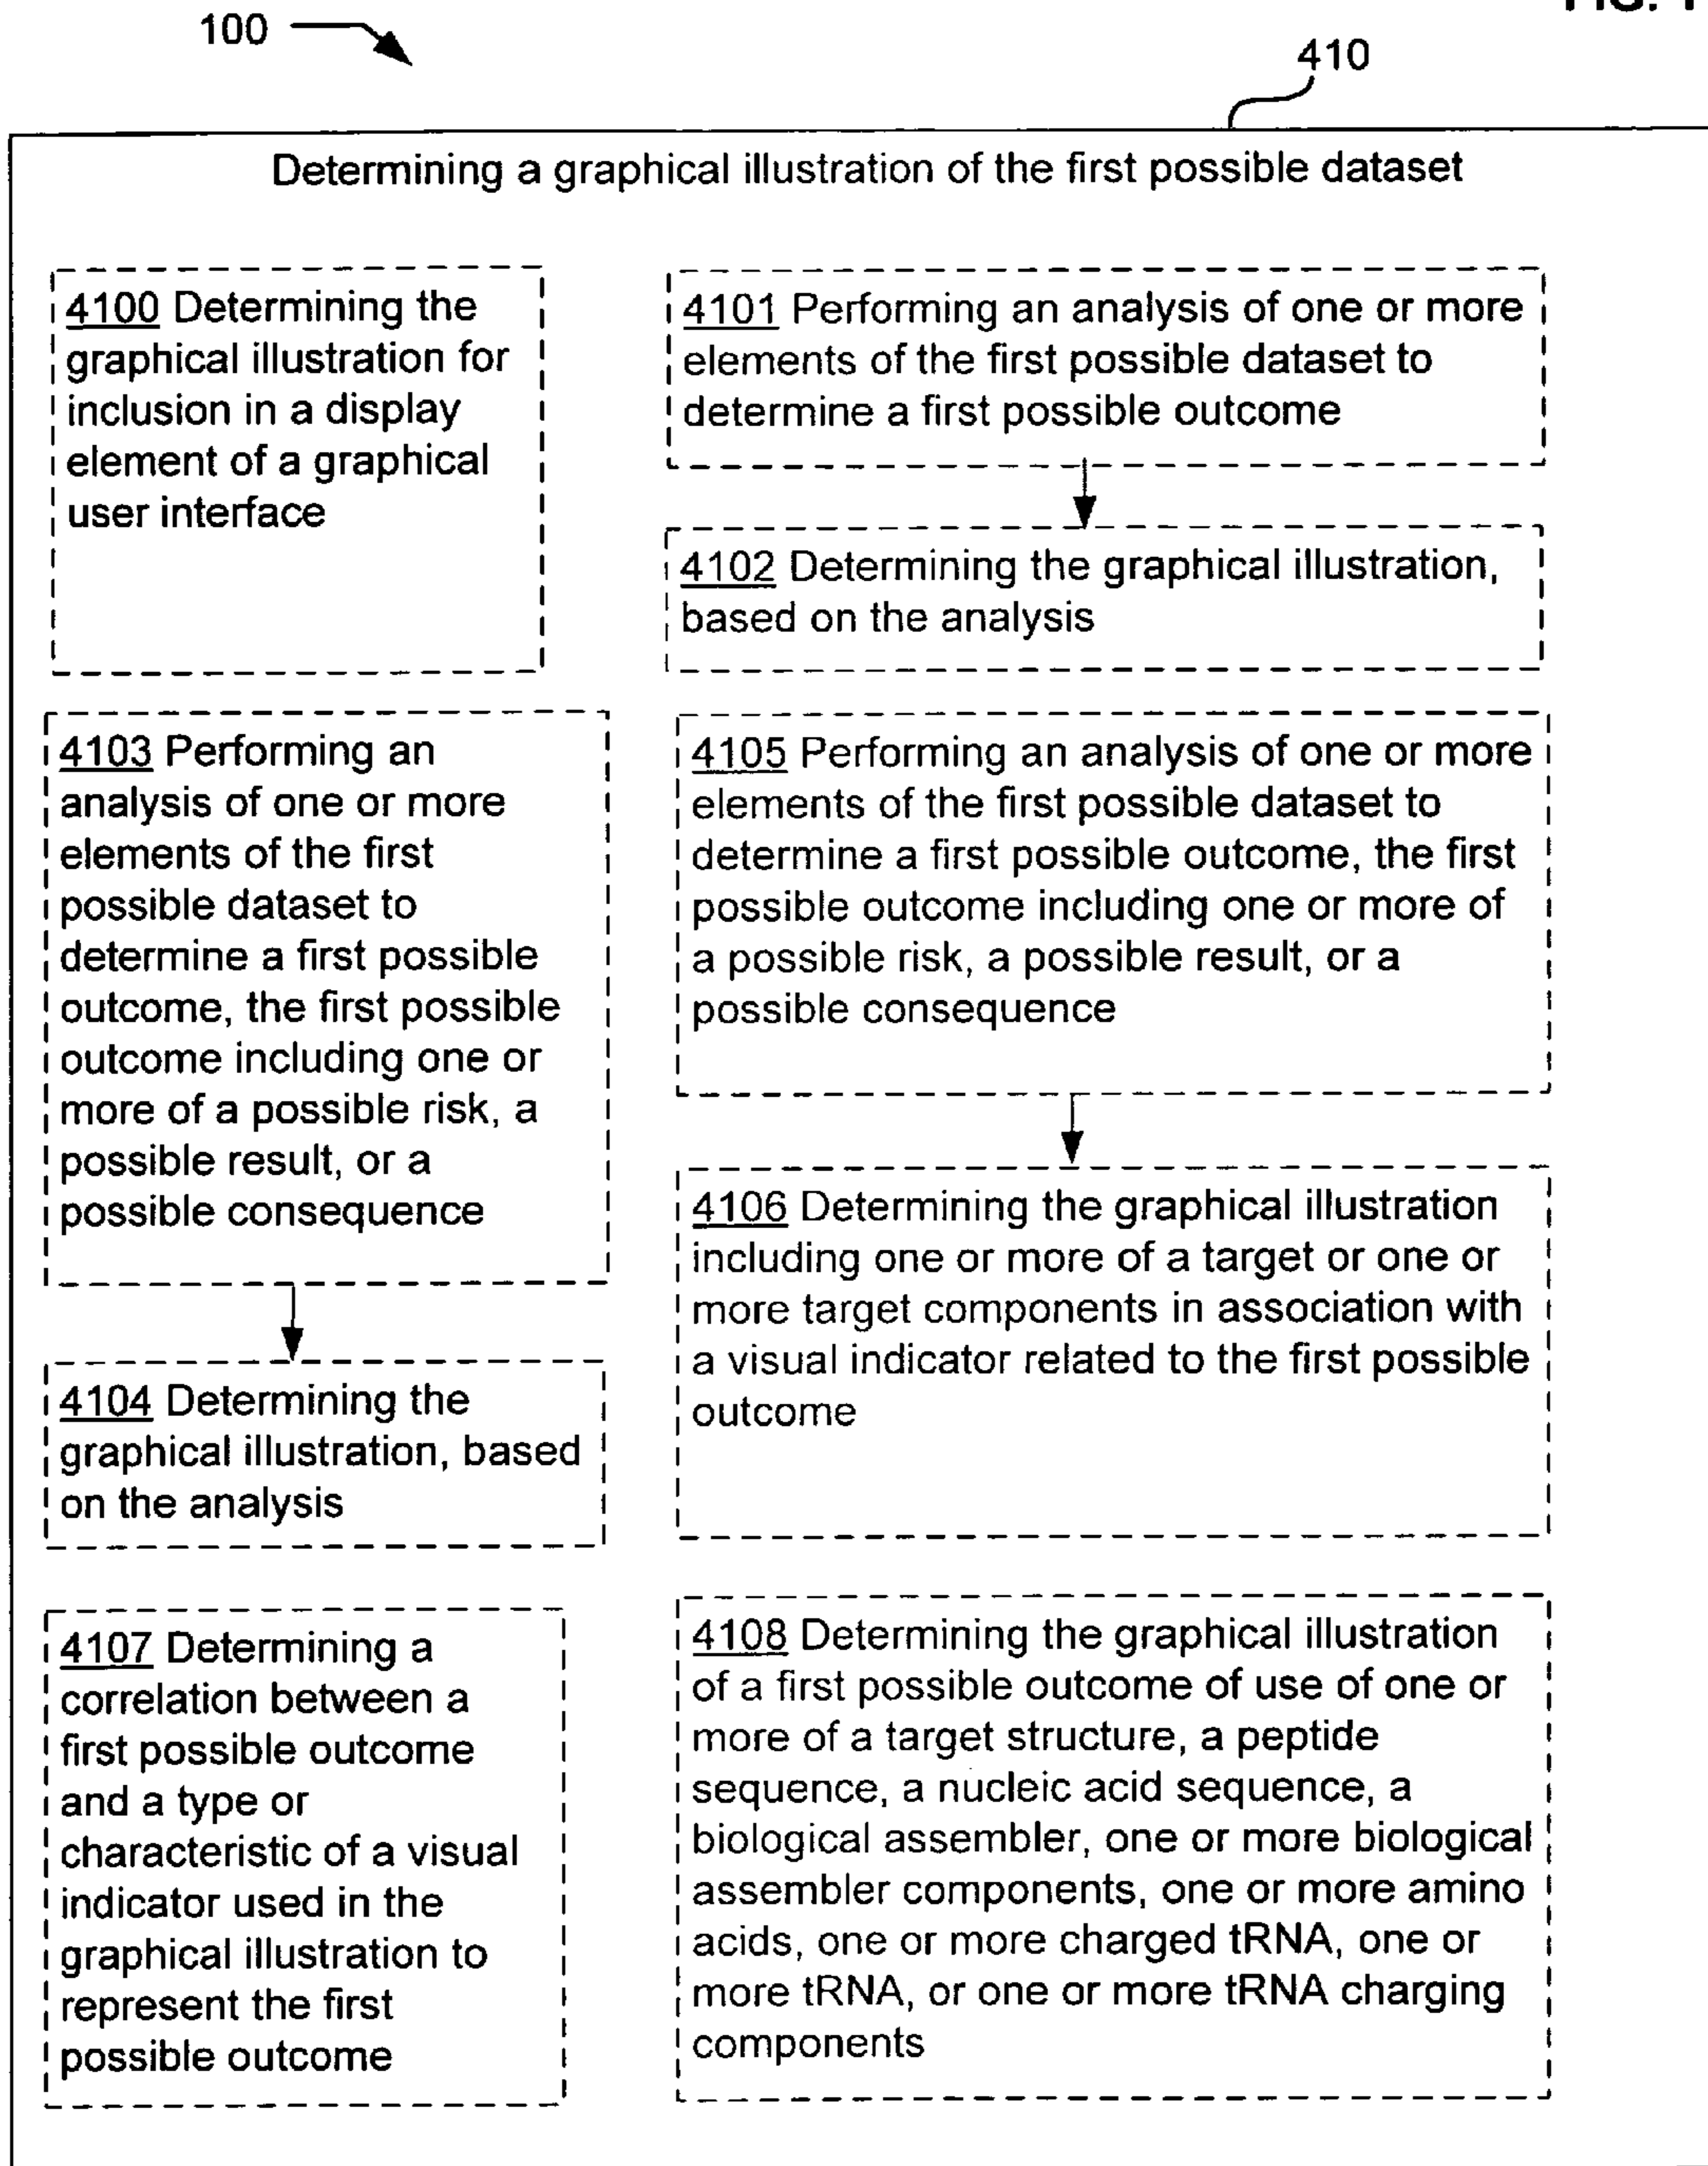 FIG. 1
100
410
Determining a graphical illustration of the first possible dataset
4100 Determining the
graphical illustration for
inclusion in a display
element of a graphical
user interface
4101 Performing an analysis of one or more
elements of the first possible dataset to
determine a first possible outcome
4102 Determining the graphical illustration,
based on the analysis
4103 Performing an
analysis of one or more
elements of the first
possible dataset to
determine a first possible
outcome, the first possible
outcome including one or
more of a possible risk, a
possible result, or a
possible consequence
4104 Determining the
graphical illustration, based
on the analysis
4105 Performing an analysis of one or more
elements of the first possible dataset to
determine a first possible outcome, the first
possible outcome including one or more of
a possible risk, a possible result, or a
possible consequence
4106 Determining the graphical illustration
including one or more of a target or one or
more target components in association with
a visual indicator related to the first possible
outcome
4107 Determining a
correlation between a
first possible outcome
and a type or
characteristic of a visual
indicator used in the
graphical illustration to
represent the first
possible outcome
4108 Determining the graphical illustration
of a first possible outcome of use of one or
more of a target structure, a peptide
sequence, a nucleic acid sequence, a
biological assembler, one or more biological
assembler components, one or more amino
acids, one or more charged tRNA, one or
more tRNA, or one or more tRNA charging
components